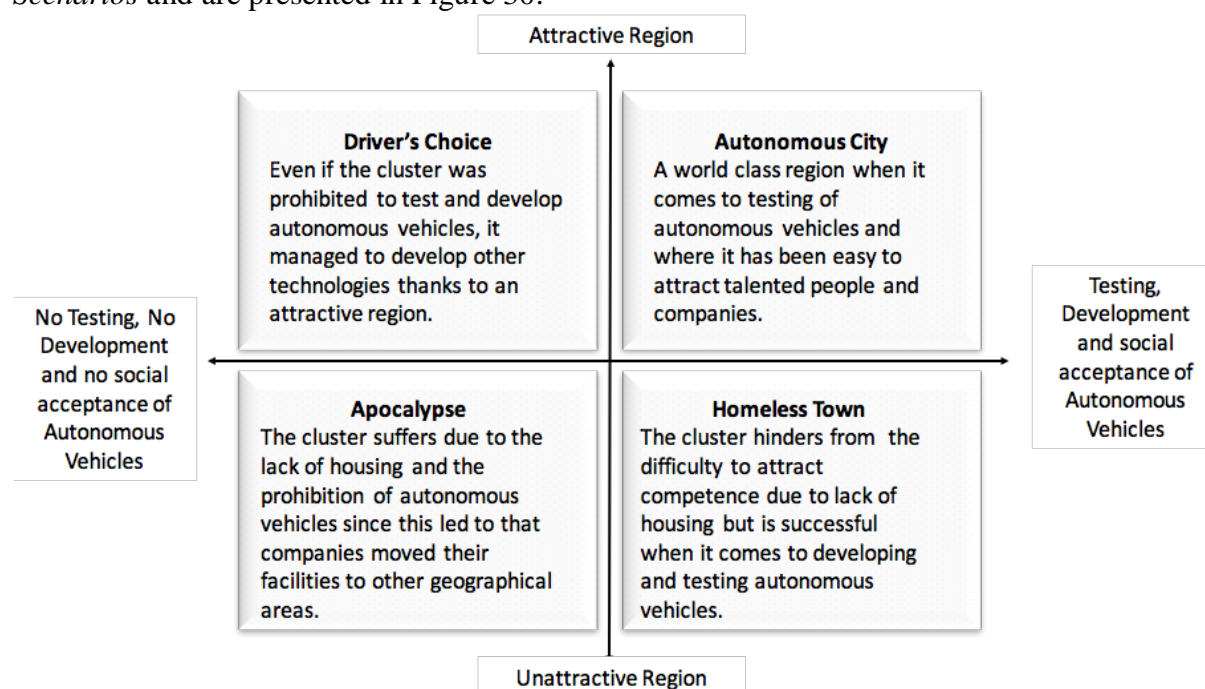 Scenarios and are presented in Figure 36:
Attractive Region
Driver's Choice
Even if the cluster was
prohibited to test and develop
autonomous vehicles, it
managed to develop other
technologies thanks to an
attractive region.
Autonomous City
A world class region when it
comes to testing of
autonomous vehicles and
where it has been easy to
attract talented people and
companies.
No Testing, No
Development
and no social
acceptance of
Autonomous
Vehicles
Testing,
Development
and social
acceptance of
Autonomous
Vehicles
Apocalypse
The cluster suffers due to the
lack of housing and the
prohibition of autonomous
vehicles since this led to that
companies moved their
facilities to other geographical
areas.
Homeless Town
The cluster hinders from the
difficulty to attract
competence due to lack of
housing but is successful
when it comes to developing
and testing autonomous
vehicles.
Unattractive Region